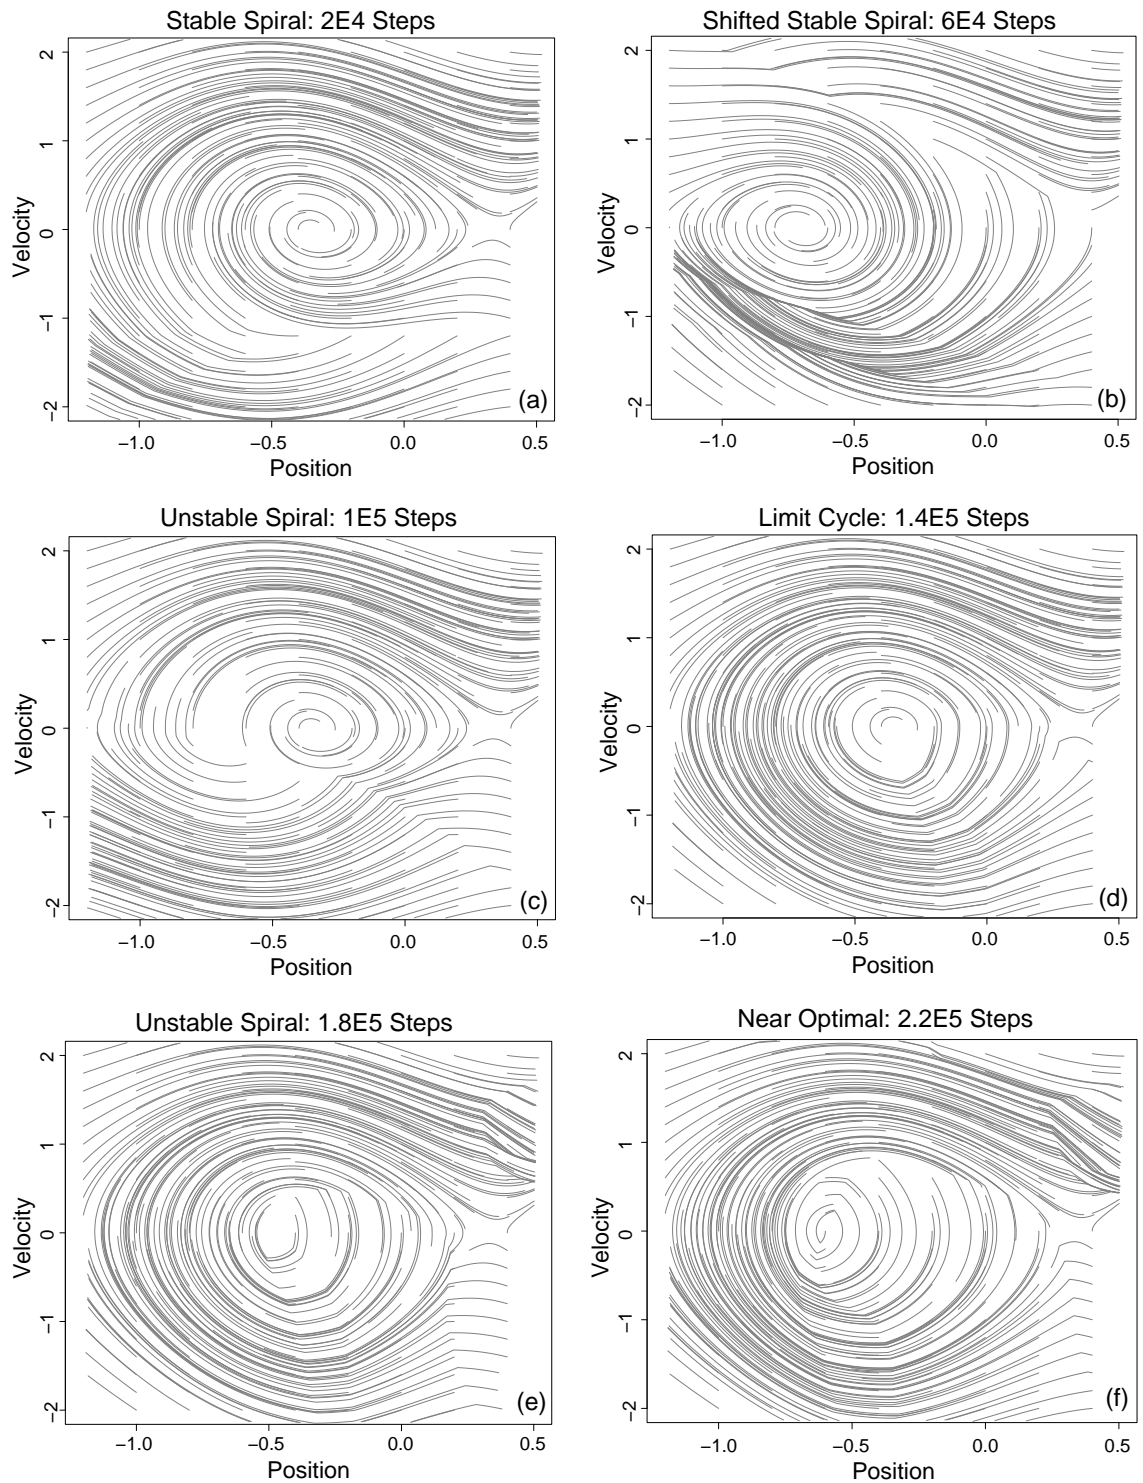 Stable Spiral: 2E4 Steps
Velocity
2
1
0
−1
−2
(a)
−1.0 −0.5 0.0 0.5
Position
Shifted Stable Spiral: 6E4 Steps
Velocity
2
1
0
−1
−2
(b)
−1.0 −0.5 0.0 0.5
Position
Unstable Spiral: 1E5 Steps
Velocity
2
1
0
−1
−2
(c)
−1.0 −0.5 0.0 0.5
Position
Limit Cycle: 1.4E5 Steps
Velocity
2
1
0
−1
−2
(d)
−1.0 −0.5 0.0 0.5
Position
Unstable Spiral: 1.8E5 Steps
Velocity
2
1
0
−1
−2
(e)
−1.0 −0.5 0.0 0.5
Position
Near Optimal: 2.2E5 Steps
Velocity
2
1
0
−1
−2
(f)
−1.0 −0.5 0.0 0.5
Position